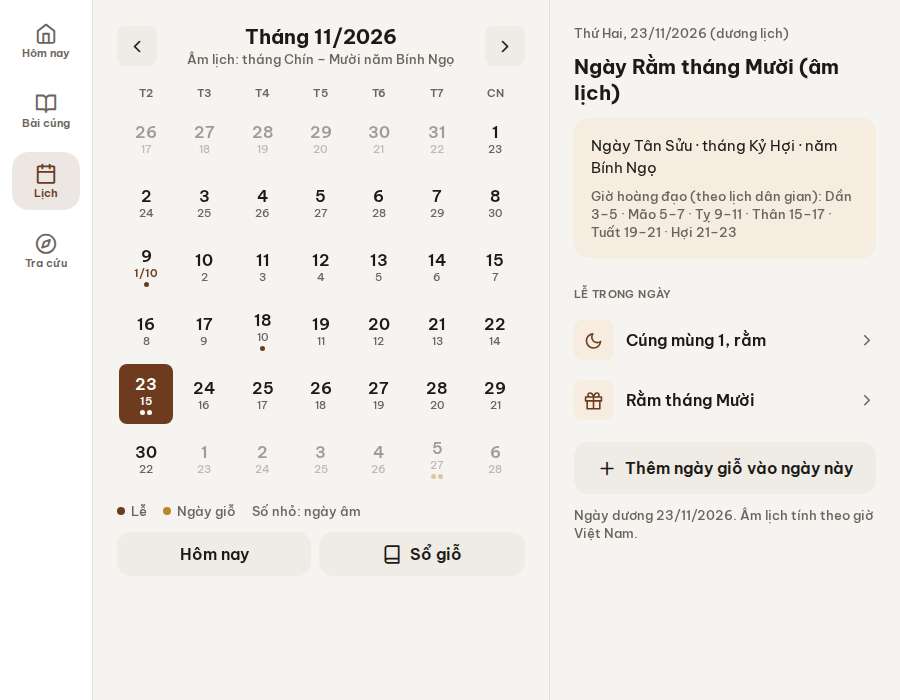 Hôm nay
Bài cúng
Lịch
Tra cứu
Tháng 11/2026
Âm lịch: tháng Chín – Mười năm Bính Ngọ
T2 T3 T4 T5 T6 T7 CN
26 27 28 29 30 31 1
17 18 19 20 21 22 23
2 3 4 5 6 7 8
24 25 26 27 28 29 30
9 10 11 12 13 14 15
1/10 2 3 4 5 6 7
16 17 18 19 20 21 22
8 9 10 11 12 13 14
23 24 25 26 27 28 29
15 16 17 18 19 20 21
30 1 2 3 4 5 6
22 23 24 25 26 27 28
Lễ Ngày giỗ Số nhỏ: ngày âm
Hôm nay Sổ giỗ
Thứ Hai, 23/11/2026 (dương lịch)
Ngày Rằm tháng Mười (âm
lịch)
Ngày Tân Sửu · tháng Kỷ Hợi · năm
Bính Ngọ
Giờ hoàng đạo (theo lịch dân gian): Dần
3–5 · Mão 5–7 · Tỵ 9–11 · Thân 15–17 ·
Tuất 19–21 · Hợi 21–23
LỄ TRONG NGÀY
Cúng mùng 1, rằm
Rằm tháng Mười
Thêm ngày giỗ vào ngày này
Ngày dương 23/11/2026. Âm lịch tính theo giờ
Việt Nam.